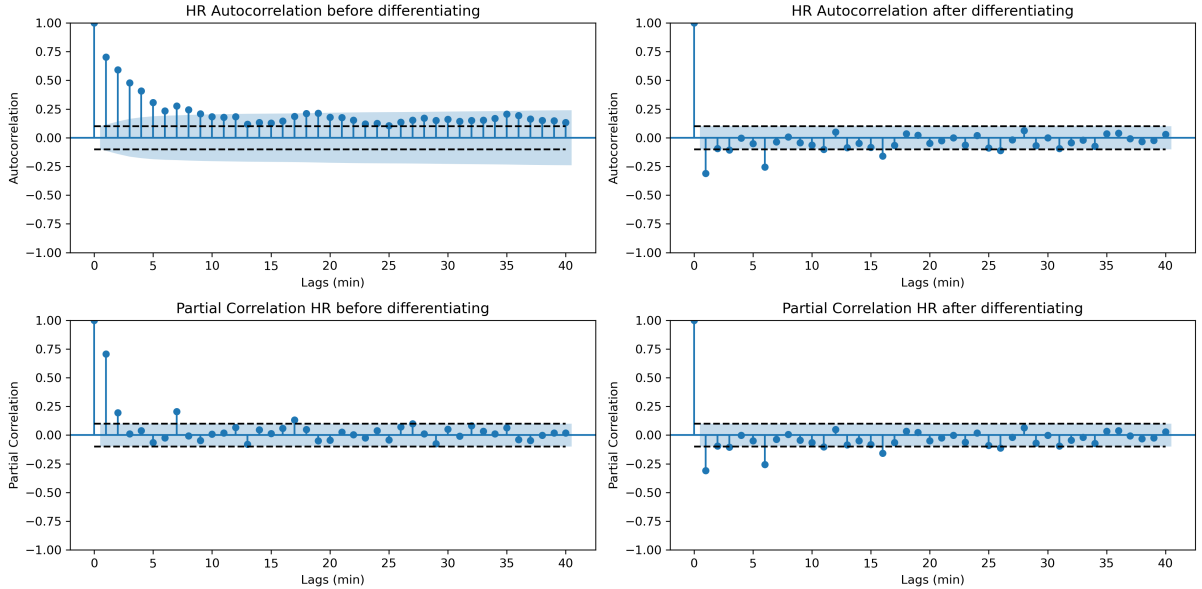 HR Autocorrelation before differentiating
1.00
0.75
0.50
0.25
0.00
−0.25
−0.50
−0.75
−1.00
Autocorrelation
0 5 10 15 20 25 30 35 40
Lags (min)
HR Autocorrelation after differentiating
1.00
0.75
0.50
0.25
0.00
−0.25
−0.50
−0.75
−1.00
Autocorrelation
0 5 10 15 20 25 30 35 40
Lags (min)
Partial Correlation HR before differentiating
1.00
0.75
0.50
0.25
0.00
−0.25
−0.50
−0.75
−1.00
Partial Correlation
0 5 10 15 20 25 30 35 40
Lags (min)
Partial Correlation HR after differentiating
1.00
0.75
0.50
0.25
0.00
−0.25
−0.50
−0.75
−1.00
Partial Correlation
0 5 10 15 20 25 30 35 40
Lags (min)